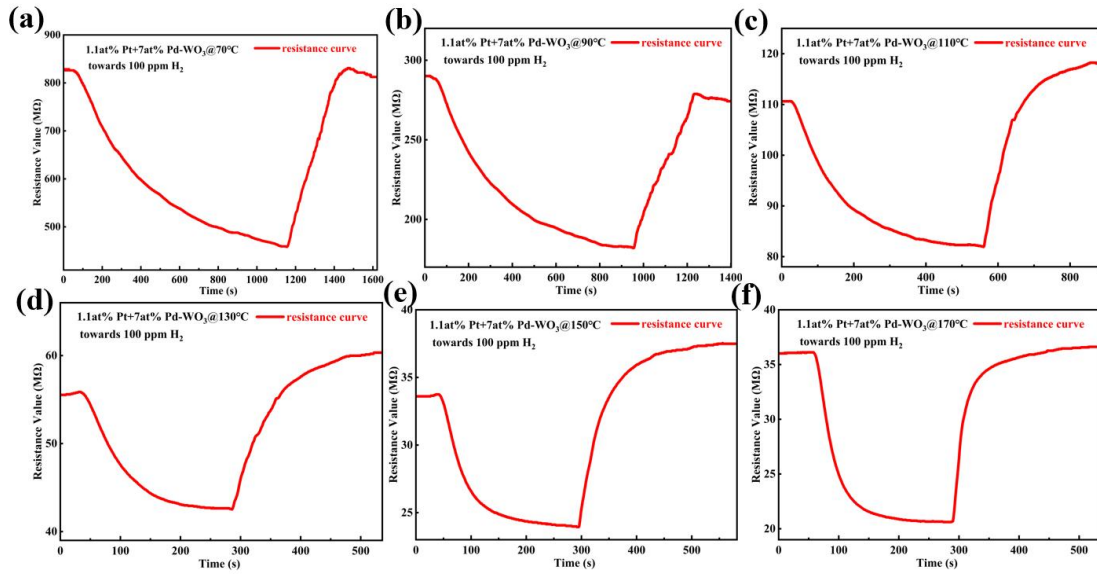 (a)
1.1at% Pt+7at% Pd-WO₃@70°C
resistance curve
towards 100 ppm H₂
Resistance Value (MΩ)
900
800
700
600
500
0 200 400 600 800 1000 1200 1400 1600
Time (s)
(b)
1.1at% Pt+7at% Pd-WO₃@90°C
resistance curve
towards 100 ppm H₂
Resistance Value (MΩ)
300
250
200
0 200 400 600 800 1000 1200 1400
Time (s)
(c)
1.1at% Pt+7at% Pd-WO₃@110°C
resistance curve
towards 100 ppm H₂
Resistance Value (MΩ)
120
110
100
90
80
0 200 400 600 800
Time (s)
(d)
1.1at% Pt+7at% Pd-WO₃@130°C
resistance curve
towards 100 ppm H₂
Resistance Value (MΩ)
60
50
40
0 100 200 300 400 500
Time (s)
(e)
1.1at% Pt+7at% Pd-WO₃@150°C
resistance curve
towards 100 ppm H₂
Resistance Value (MΩ)
40
35
30
25
0 100 200 300 400 500
Time (s)
(f)
1.1at% Pt+7at% Pd-WO₃@170°C
resistance curve
towards 100 ppm H₂
Resistance Value (MΩ)
40
35
30
25
20
0 100 200 300 400 500
Time (s)